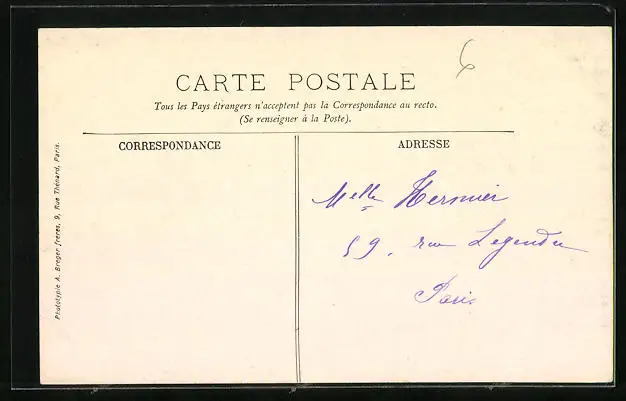 6
CARTE POSTALE
Tous les Pays étrangers n'acceptent pas la Correspondance au recto.
(Se renseigner à la Poste).
CORRESPONDANCE
ADRESSE
Melle Hermier
59, rue Legendre
Paris
Phototypie A. Breger frères, 9, Rue Thénard, Paris.